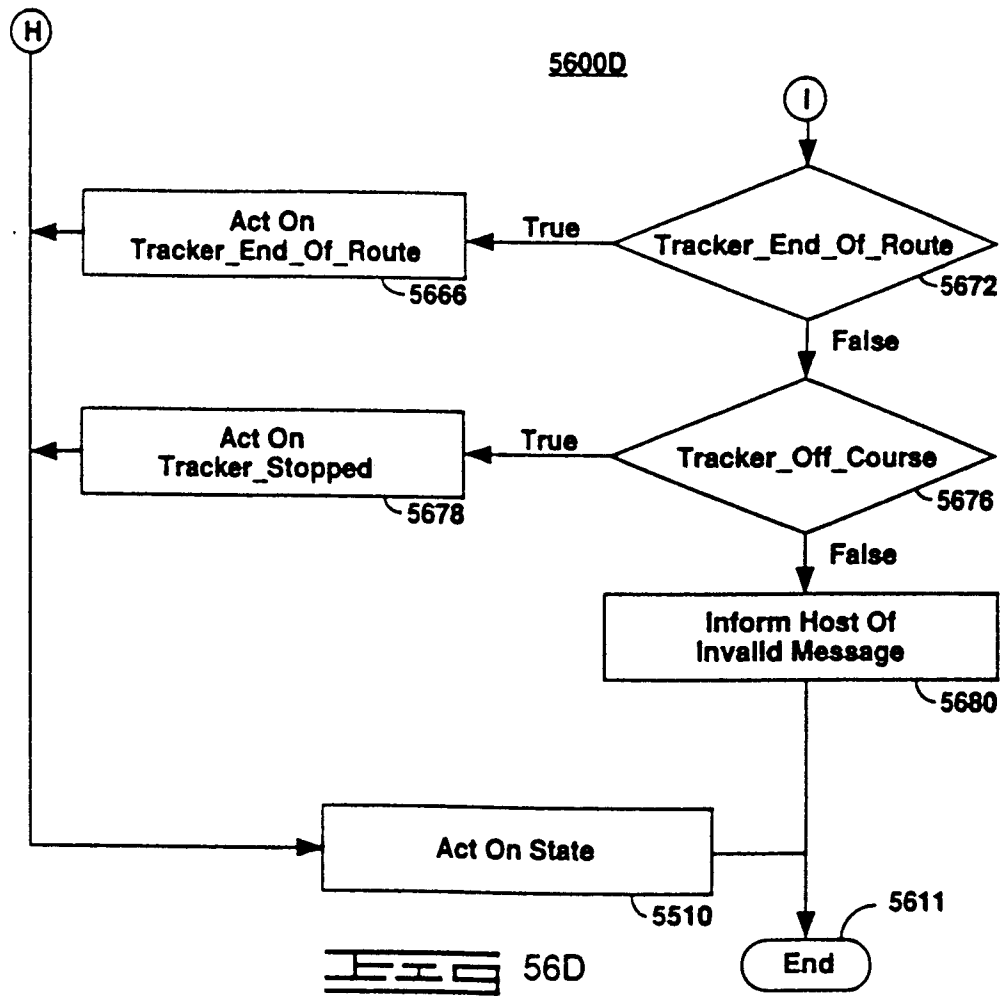 H
5600D
I
Act On
Tracker_End_Of_Route
5666
True
Tracker_End_Of_Route
5672
False
Act On
Tracker_Stopped
5678
True
Tracker_Off_Course
5676
False
Inform Host Of
Invalid Message
5680
Act On State
5510
5611
End
FIG 56D